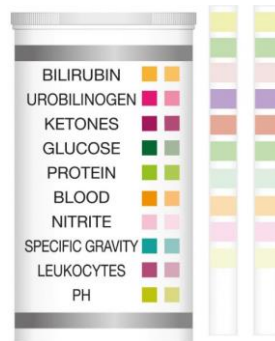 BILIRUBIN
UROBILINOGEN
KETONES
GLUCOSE
PROTEIN
BLOOD
NITRITE
SPECIFIC GRAVITY
LEUKOCYTES
PH